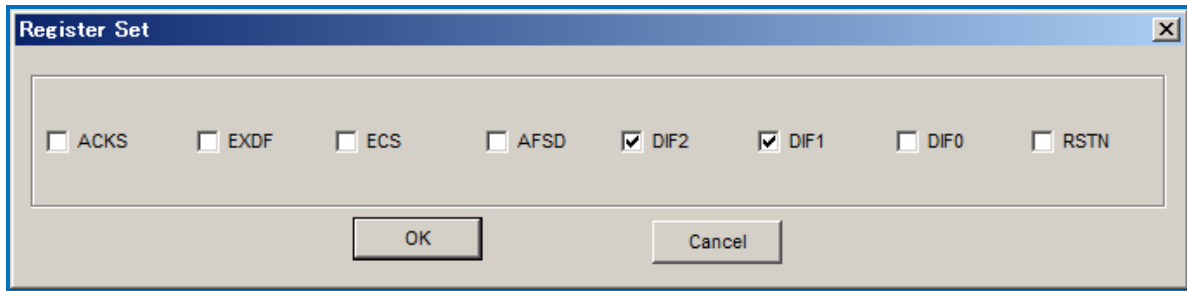 Register Set
ACKS EXDF ECS AFSD DIF2 DIF1 DIF0 RSTN
OK Cancel